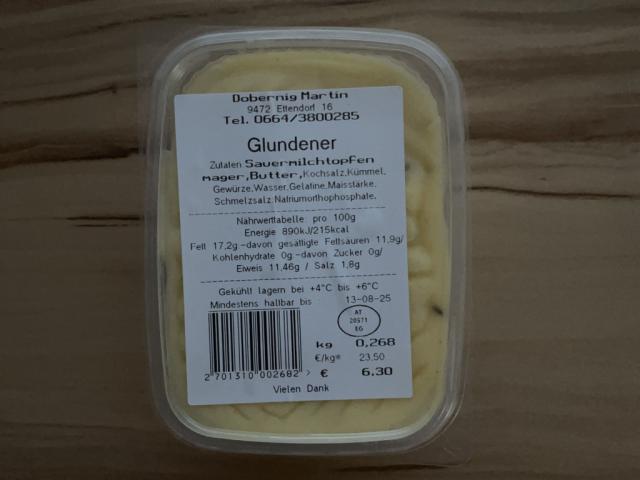 Dobernig Martin
9472 Ettendorf 16
Tel. 0664/3800285
Glundener
Zutaten Sauermilchtopfen
mager, Butter, Kochsalz, Kümmel,
Gewürze, Wasser, Gelatine, Maisstärke,
Schmelzsalz Natriumorthophosphate.
Nährwerttabelle pro 100g
Energie 890kJ/215kcal
Fett 17,2g -davon gesättigte Fettsäuren 11,9g/
Kohlenhydrate 0g -davon Zucker 0g/
Eiweis 11,46g / Salz 1,8g
Gekühlt lagern bei +4°C bis +6°C
Mindestens haltbar bis 13-08-25
AT
20571
EG
kg 0,268
€/kg* 23,50
€ 6.30
2 701310 002682 >
Vielen Dank